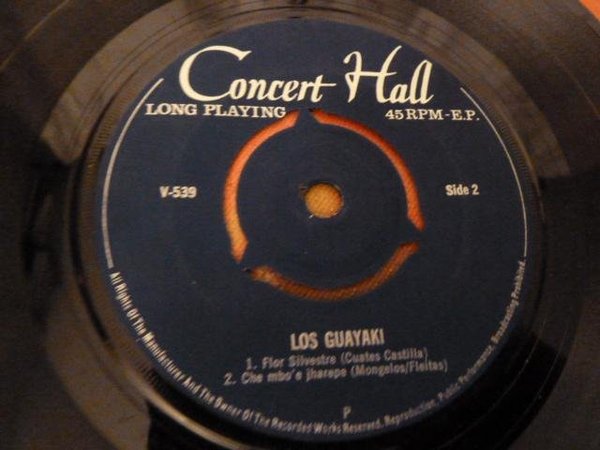 Concert Hall
LONG PLAYING 45 RPM - E.P.
V-539 Side 2
LOS GUAYAKI
1. Flor Silvestre (Cuates Castilla)
2. Che mbo'e jharepe (Mongelos/Fleitas)
P
All Rights Of The Manufacturer And The Owner Of The Recorded Works Reserved. Reproduction, Public Performance, Broadcasting Prohibited.